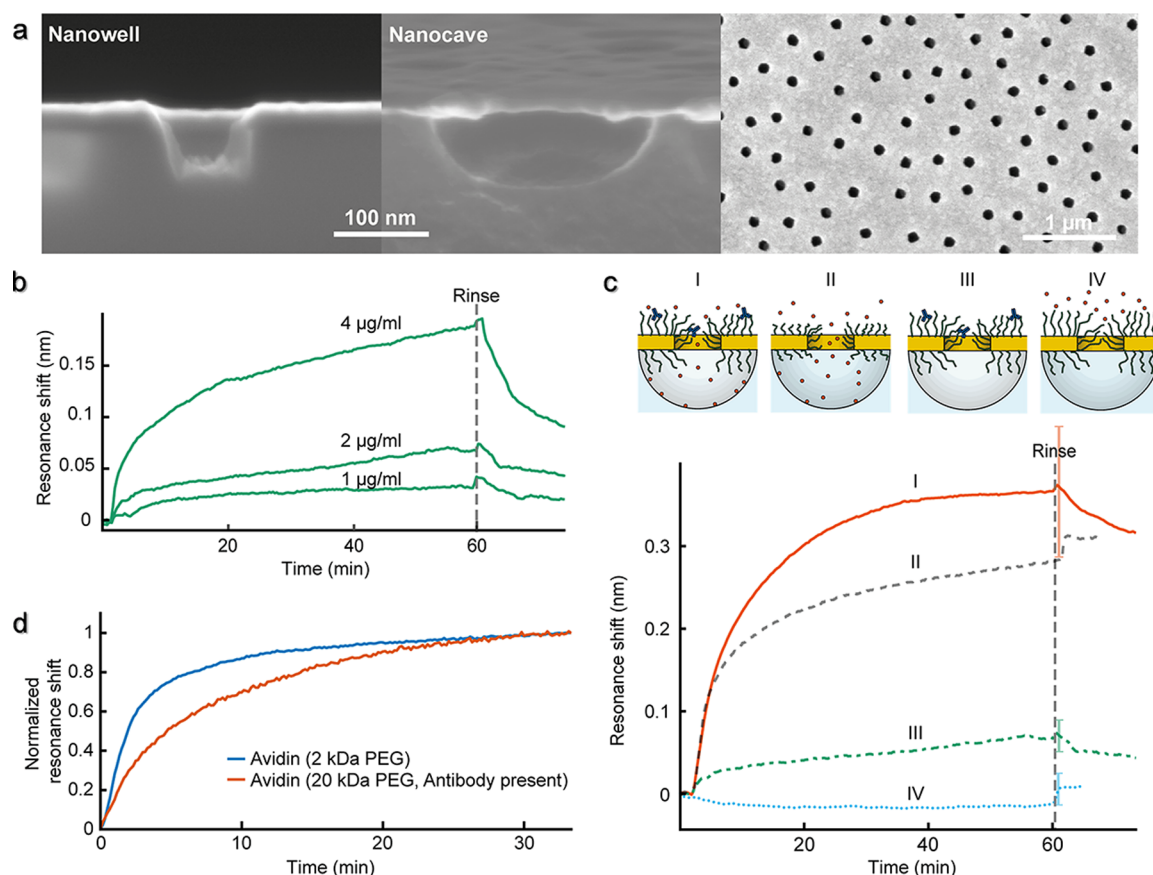 a
Nanowell
Nanocave
100 nm
1 µm
b
Rinse
4 µg/ml
2 µg/ml
1 µg/ml
0.15
0.1
0.05
0
20
40
60
Resonance shift (nm)
Time (min)
c
I
II
III
IV
Rinse
I
II
III
IV
0.3
0.2
0.1
0
20
40
60
Resonance shift (nm)
Time (min)
d
1
0.8
0.6
0.4
0.2
0
0
10
20
30
Normalized
resonance shift
Avidin (2 kDa PEG)
Avidin (20 kDa PEG, Antibody present)
Time (min)